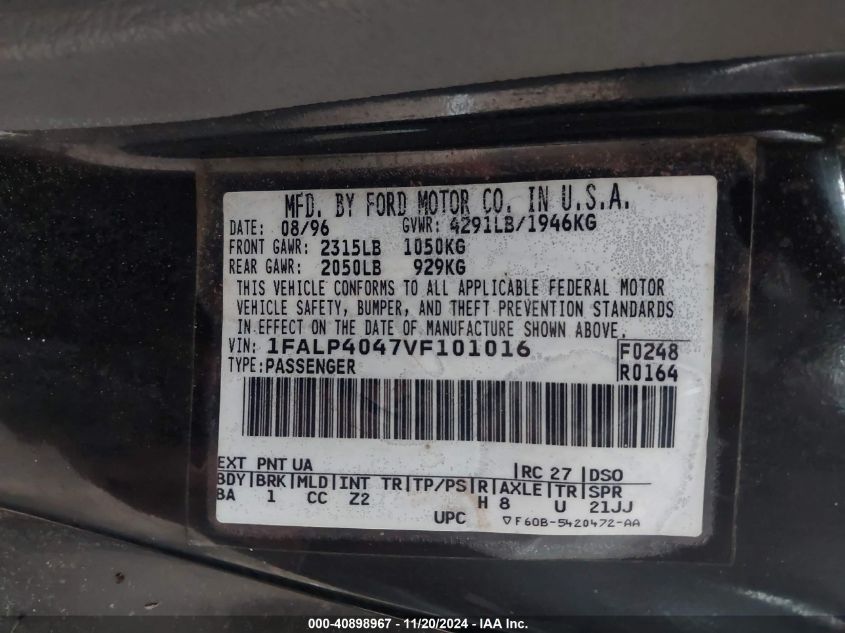 MFD. BY FORD MOTOR CO. IN U.S.A.
DATE: 08/96 GVWR: 4291LB/1946KG
FRONT GAWR: 2315LB 1050KG
REAR GAWR: 2050LB 929KG
THIS VEHICLE CONFORMS TO ALL APPLICABLE FEDERAL MOTOR
VEHICLE SAFETY, BUMPER, AND THEFT PREVENTION STANDARDS
IN EFFECT ON THE DATE OF MANUFACTURE SHOWN ABOVE.
VIN: 1FALP4047VF101016 F0248
TYPE: PASSENGER R0164
EXT PNT UA RC 27 DSO
BDY BRK MLD INT TR TP/PS R AXLE TR SPR
BA 1 CC Z2 H 8 U 21JJ
UPC F60B-5420472-AA
000-40898967 - 11/20/2024 - IAA Inc.